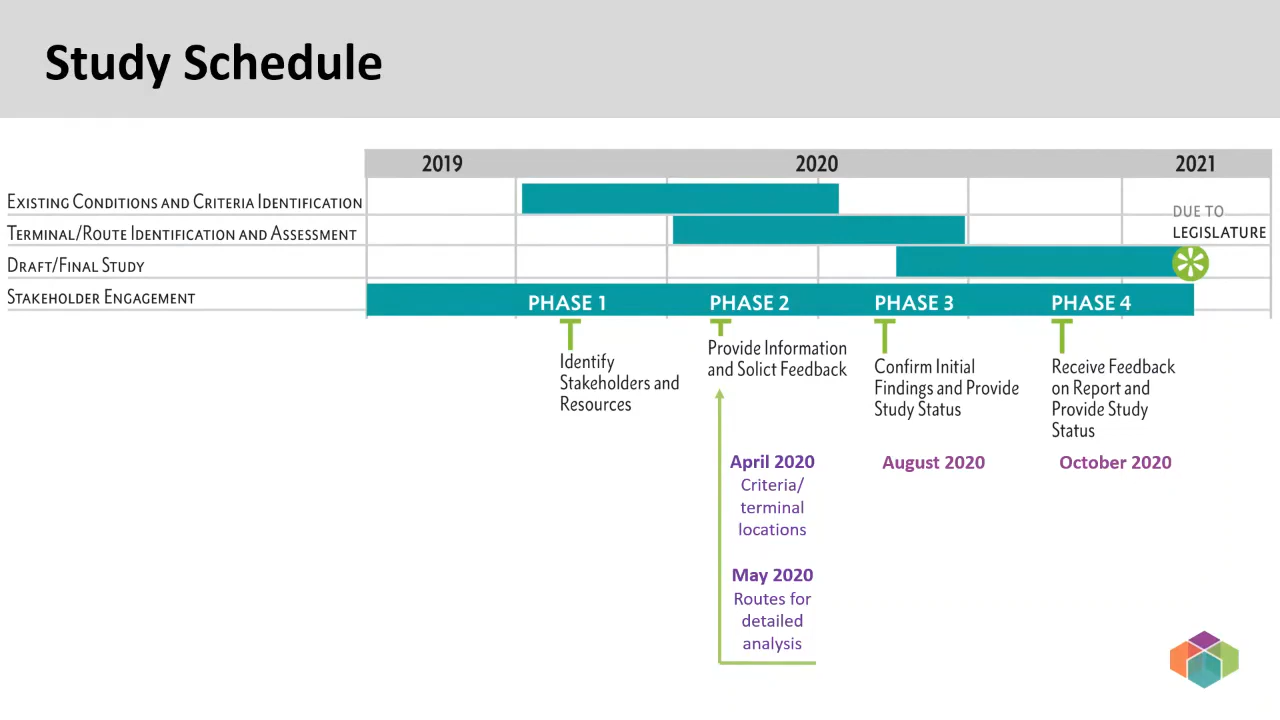 Study Schedule
2019
2020
2021
Existing Conditions and Criteria Identification
Terminal/Route Identification and Assessment
Draft/Final Study
Stakeholder Engagement
DUE TO
LEGISLATURE
PHASE 1
PHASE 2
PHASE 3
PHASE 4
Identify
Stakeholders and
Resources
Provide Information
and Solict Feedback
Confirm Initial
Findings and Provide
Study Status
Receive Feedback
on Report and
Provide Study
Status
April 2020
Criteria/
terminal
locations
May 2020
Routes for
detailed
analysis
August 2020
October 2020